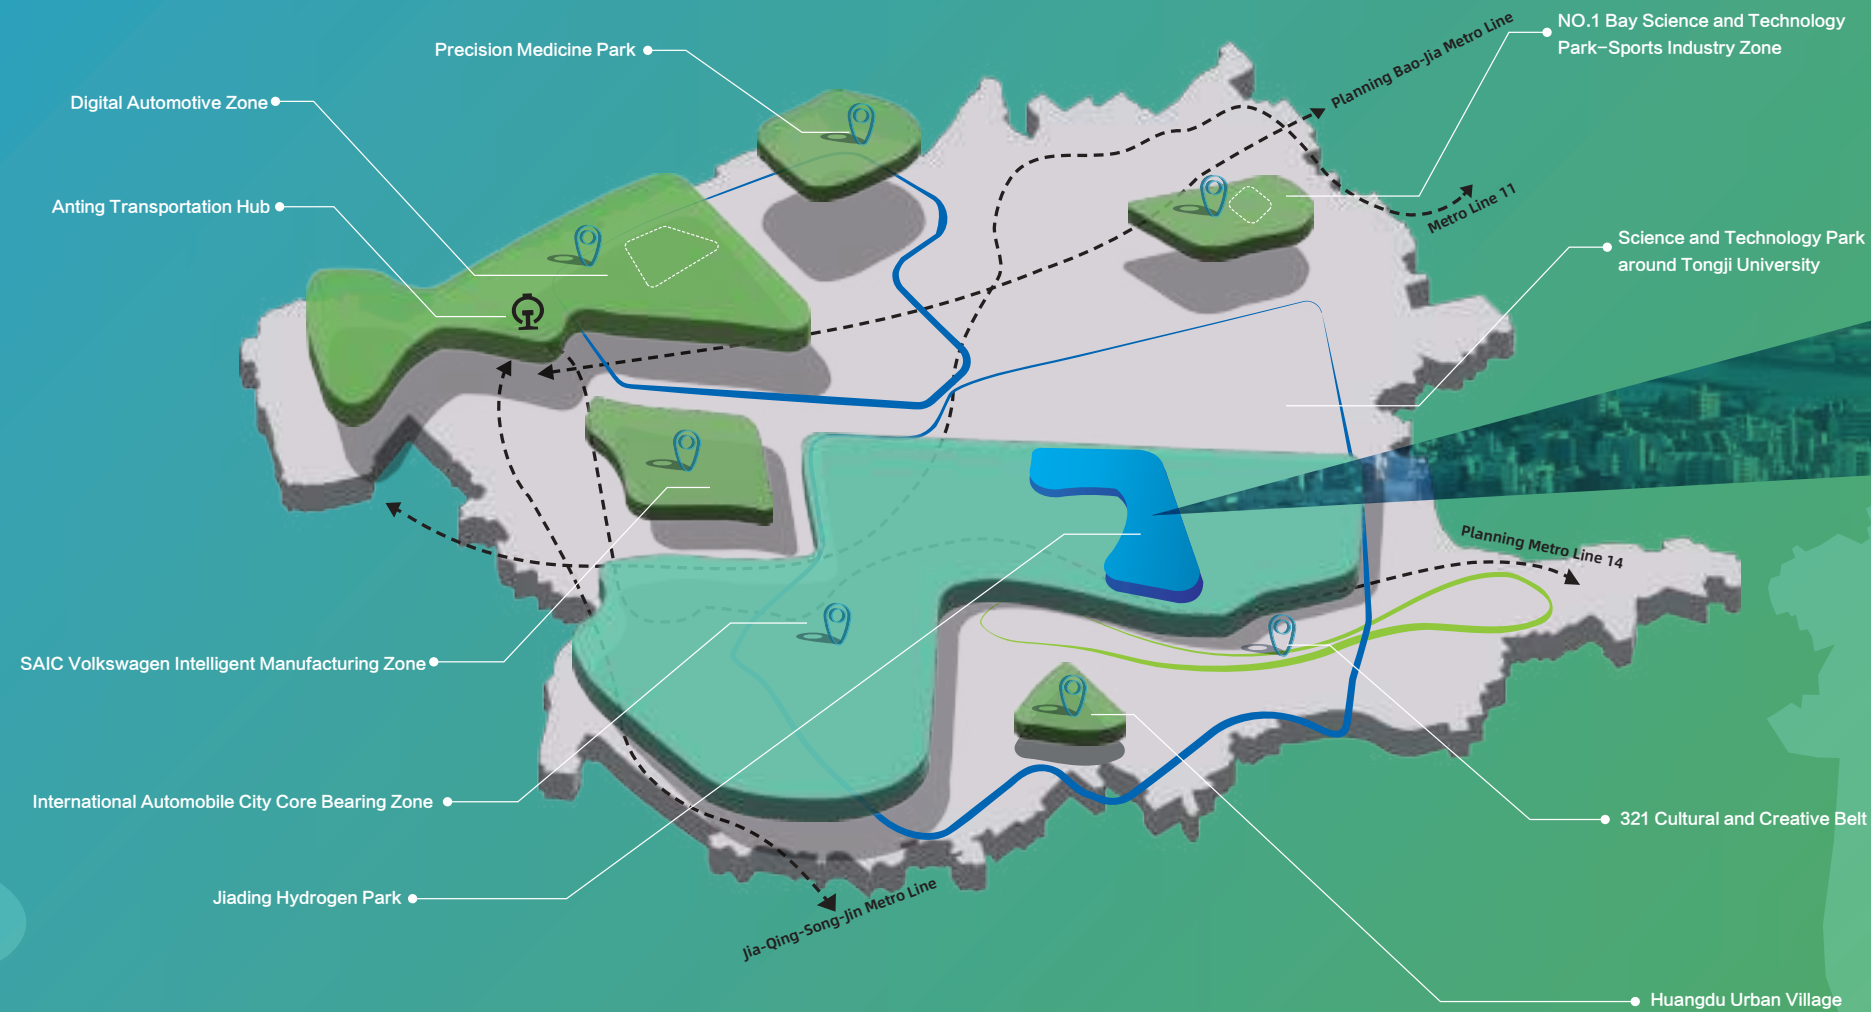 NO.1 Bay Science and Technology
Park–Sports Industry Zone
Planning Bao-Jia Metro Line
Precision Medicine Park
Digital Automotive Zone
Metro Line 11
Anting Transportation Hub
Science and Technology Park
around Tongji University
Planning Metro Line 14
SAIC Volkswagen Intelligent Manufacturing Zone
International Automobile City Core Bearing Zone
321 Cultural and Creative Belt
Jiading Hydrogen Park
Jia-Qing-Song-Jin Metro Line
Huangdu Urban Village